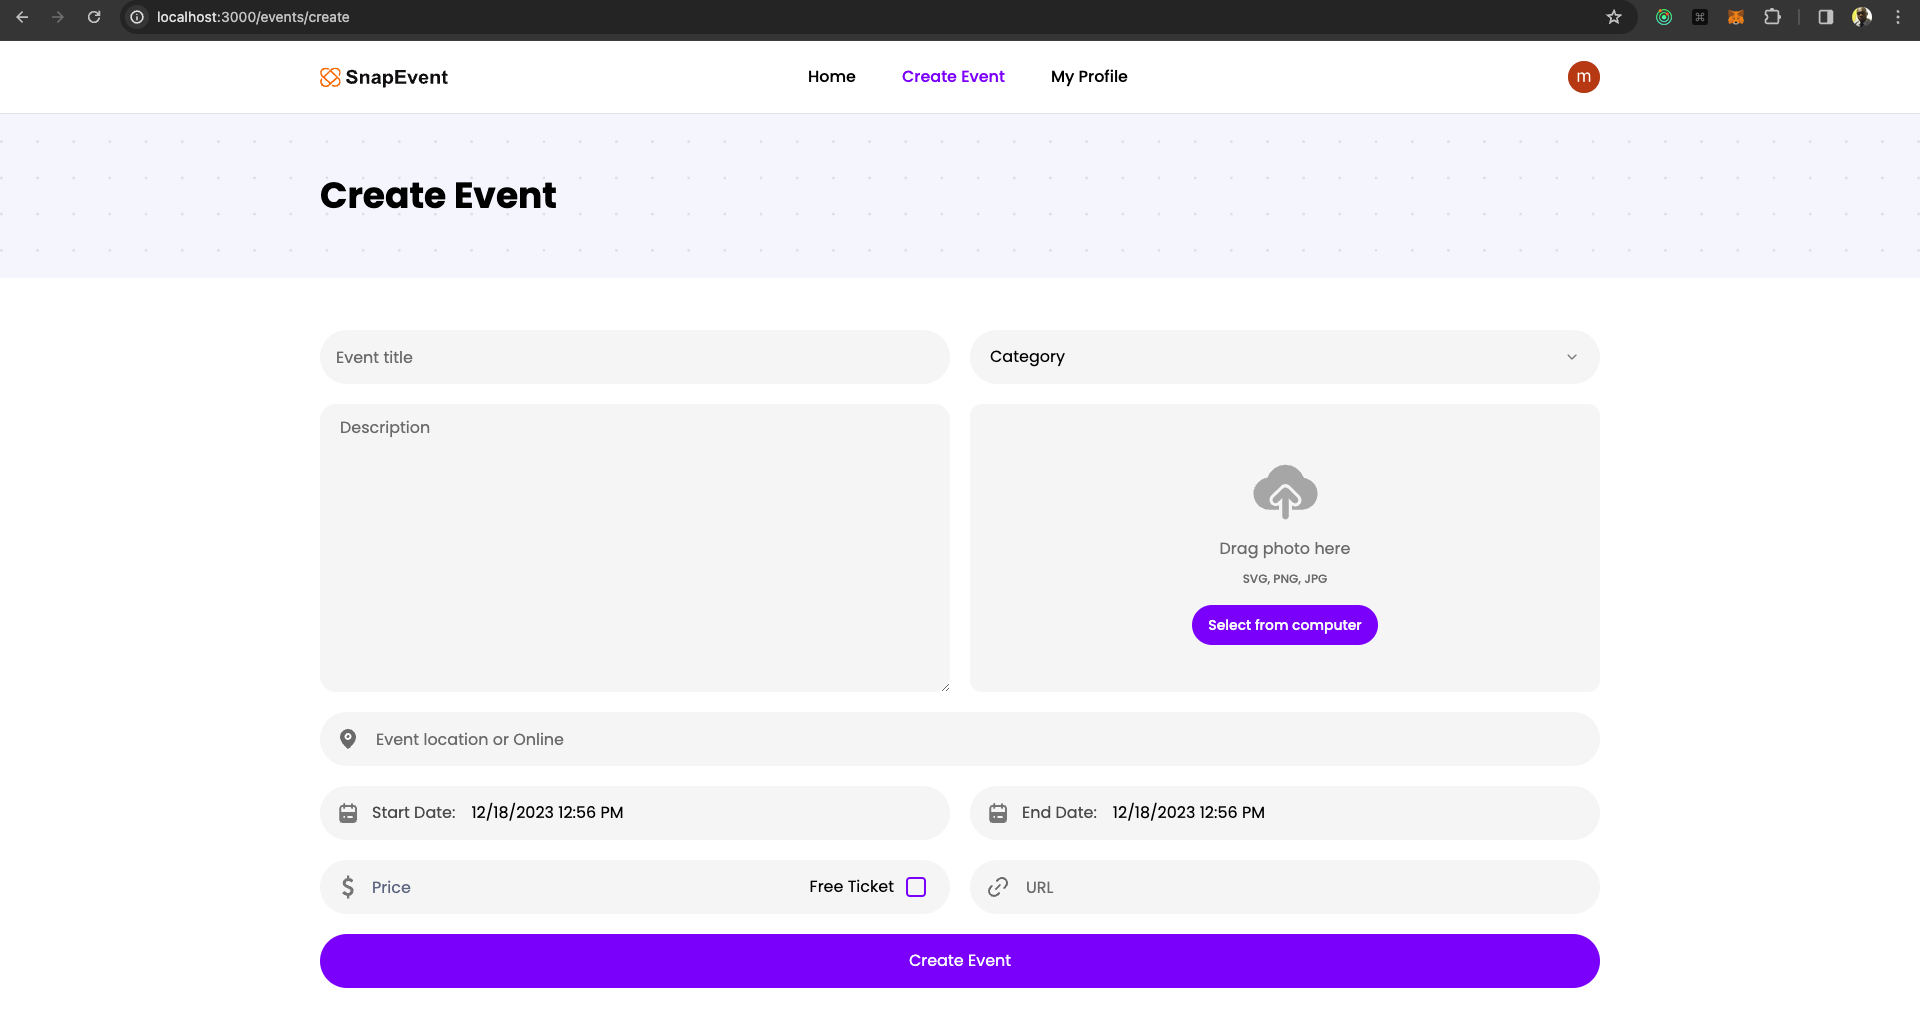 localhost:3000/events/create
SnapEvent
Home
Create Event
My Profile
m
Create Event
Event title
Category
Description
Drag photo here
SVG, PNG, JPG
Select from computer
Event location or Online
Start Date: 12/18/2023 12:56 PM
End Date: 12/18/2023 12:56 PM
$ Price
Free Ticket
URL
Create Event